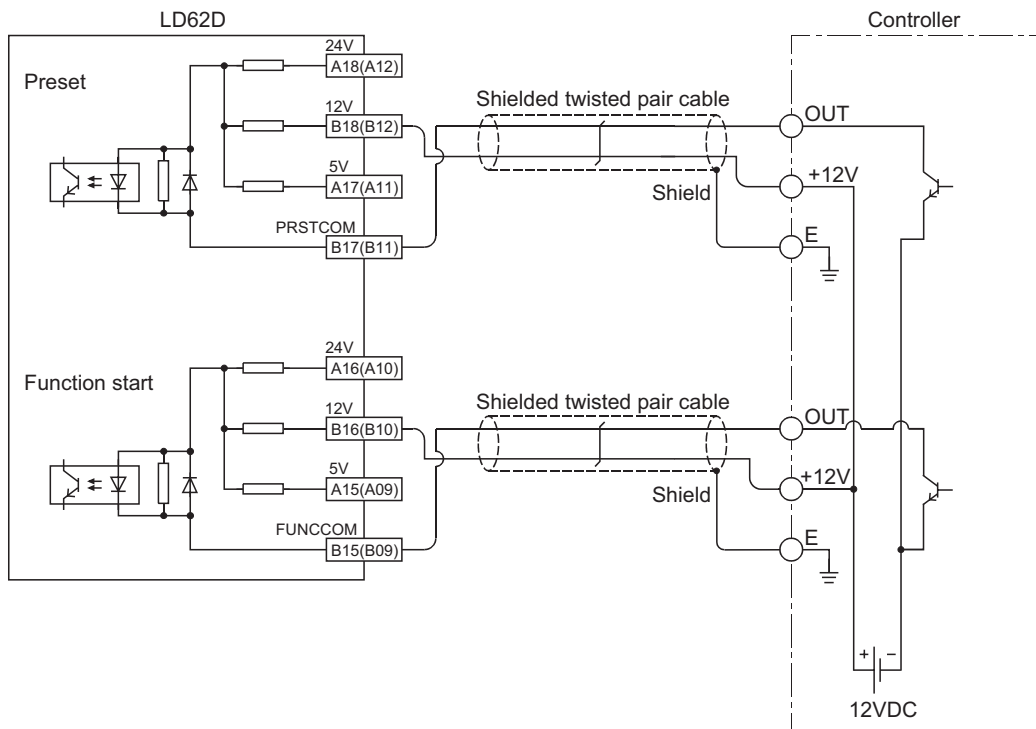 LD62D
Controller
24V
A18(A12)
Preset
12V
B18(B12)
Shielded twisted pair cable
OUT
5V
A17(A11)
+12V
Shield
PRSTCOM
B17(B11)
E
24V
A16(A10)
Function start
12V
B16(B10)
Shielded twisted pair cable
OUT
5V
A15(A09)
+12V
Shield
FUNCCOM
B15(B09)
E
+ −
12VDC